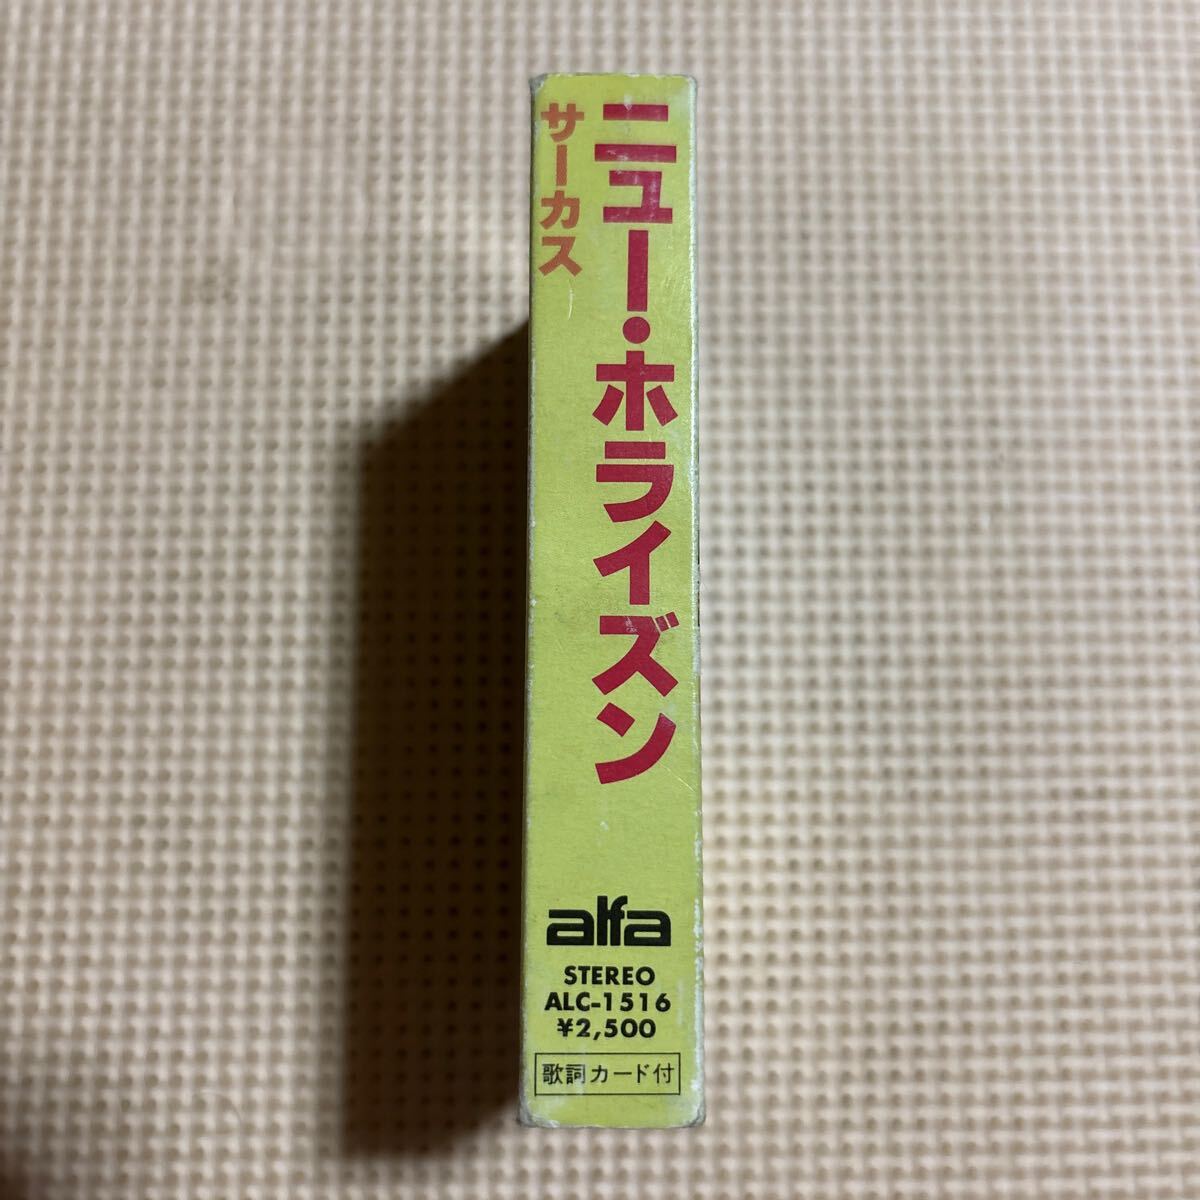 ニュー・ホライズン
サーカス
alfa
STEREO
ALC-1516
¥2,500
歌詞カード付